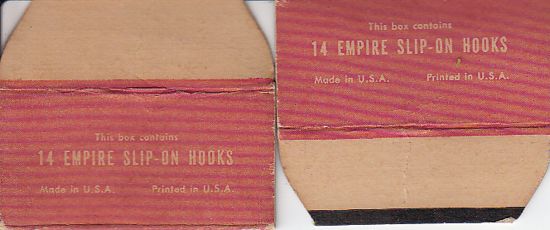 This box contains
14 EMPIRE SLIP-ON HOOKS
Made in U.S.A. Printed in U.S.A.
This box contains
14 EMPIRE SLIP-ON HOOKS
Made in U.S.A. Printed in U.S.A.